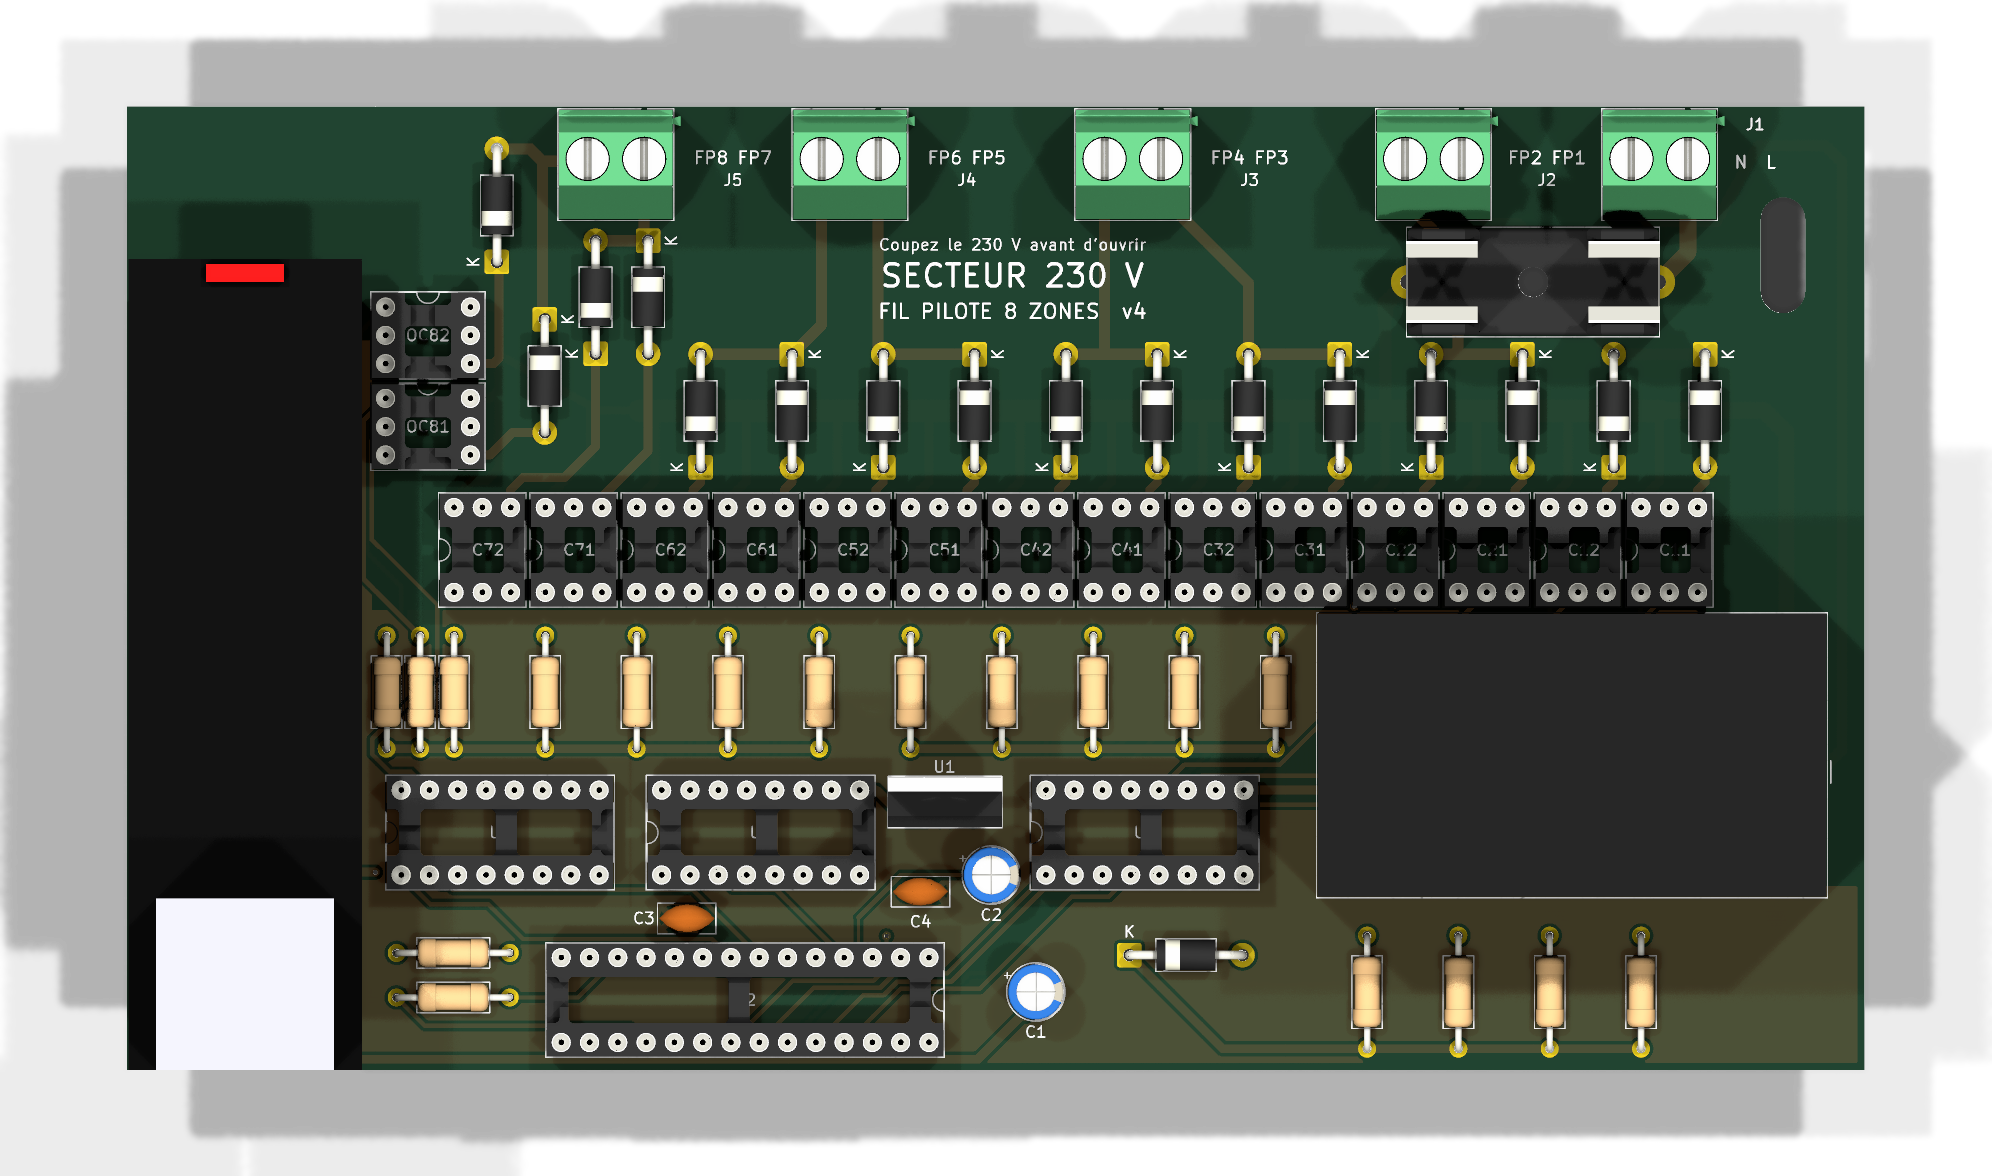 J1
FP8 FP7
J5
FP6 FP5
J4
FP4 FP3
J3
FP2 FP1
J2
N L
Coupez le 230 V avant d'ouvrir
SECTEUR 230 V
FIL PILOTE 8 ZONES v4
K
K
K
K
OC82
OC81
K
K
K
K
K
K
K
K
K
K
K
K
C72
C71
C62
C61
C52
C51
C42
C41
C32
C31
U1
+
C2
C3
C4
K
+
C1